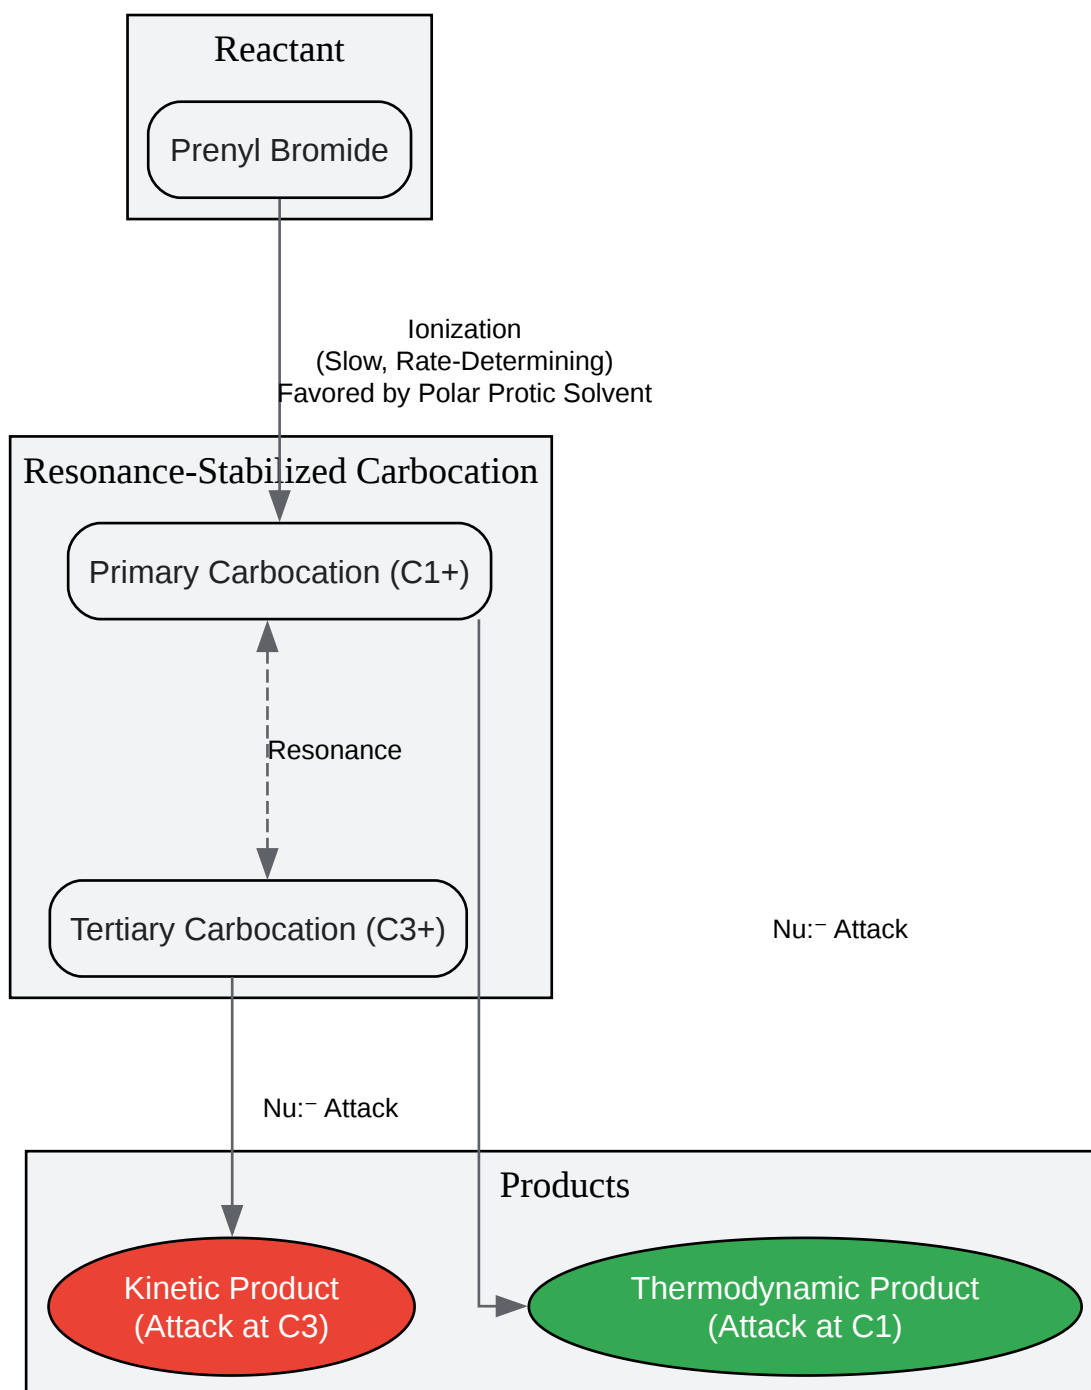 Reactant
Prenyl Bromide
Ionization
(Slow, Rate-Determining)
Favored by Polar Protic Solvent
Resonance-Stabilized Carbocation
Primary Carbocation (C1+)
Resonance
Tertiary Carbocation (C3+)
Nu:⁻ Attack
Nu:⁻ Attack
Products
Kinetic Product
(Attack at C3)
Thermodynamic Product
(Attack at C1)